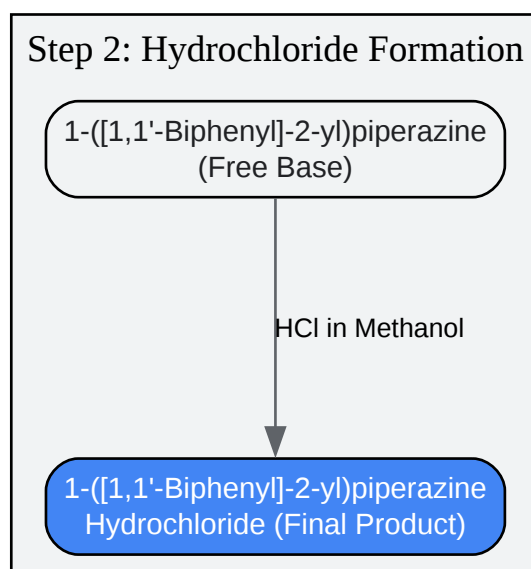 Step 2: Hydrochloride Formation
1-([1,1'-Biphenyl]-2-yl)piperazine
(Free Base)
HCl in Methanol
1-([1,1'-Biphenyl]-2-yl)piperazine
Hydrochloride (Final Product)